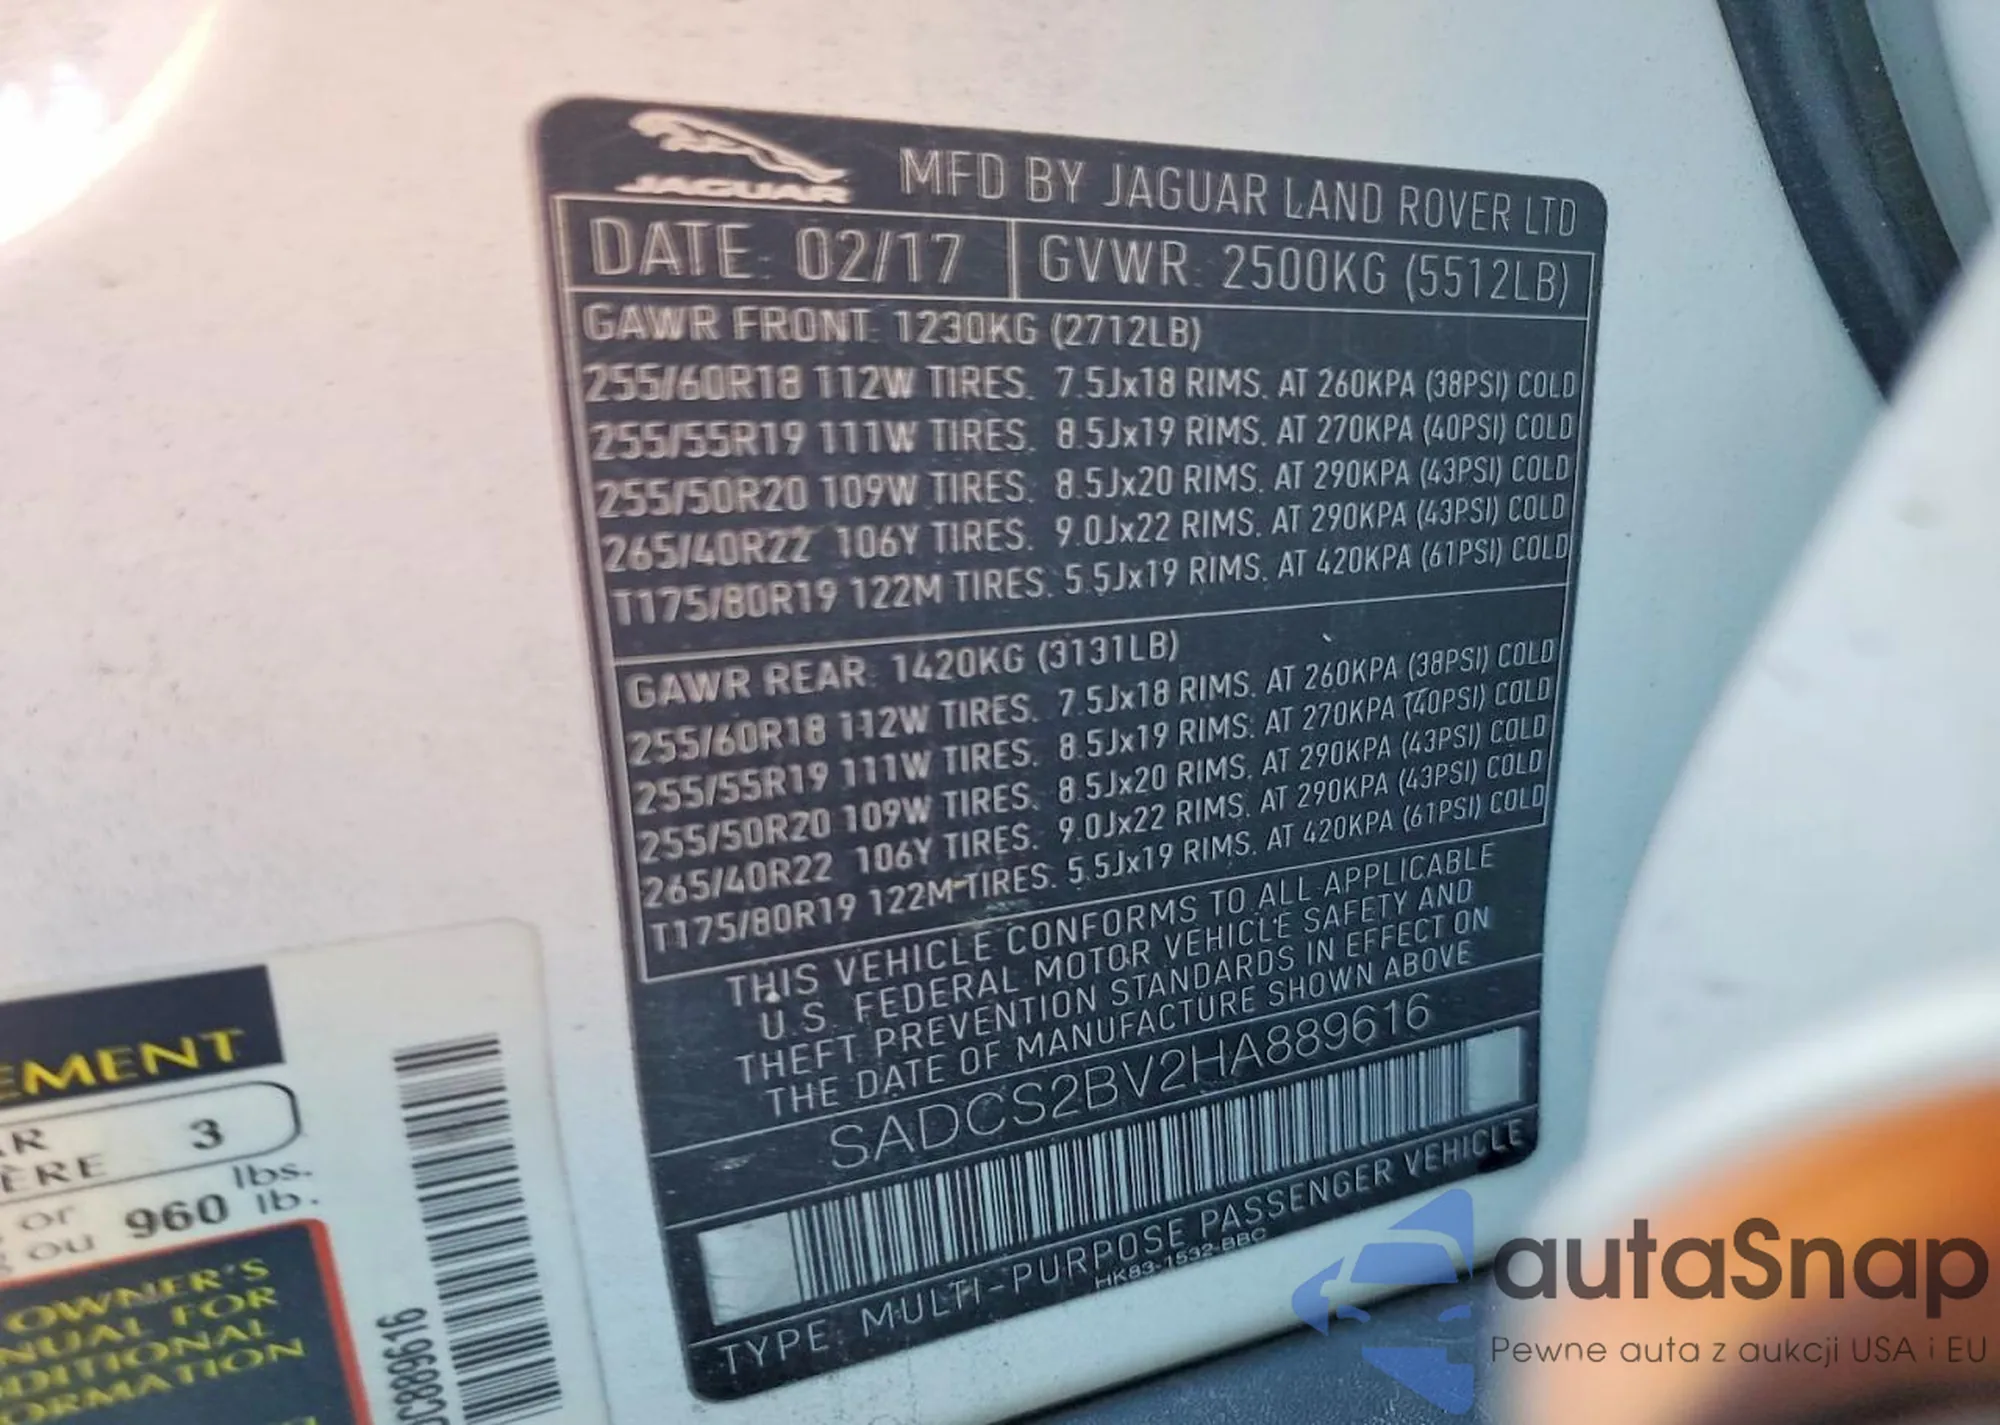 JAGUAR
MFD BY JAGUAR LAND ROVER LTD
DATE: 02/17 GVWR: 2500KG (5512LB)
GAWR FRONT: 1230KG (2712LB)
255/60R18 112W TIRES. 7.5Jx18 RIMS. AT 260KPA (38PSI) COLD
255/55R19 111W TIRES. 8.5Jx19 RIMS. AT 270KPA (40PSI) COLD
255/50R20 109W TIRES. 8.5Jx20 RIMS. AT 290KPA (43PSI) COLD
265/40R22 106Y TIRES. 9.0Jx22 RIMS. AT 290KPA (43PSI) COLD
T175/80R19 122M TIRES. 5.5Jx19 RIMS. AT 420KPA (61PSI) COLD
GAWR REAR: 1420KG (3131LB)
255/60R18 112W TIRES. 7.5Jx18 RIMS. AT 260KPA (38PSI) COLD
255/55R19 111W TIRES. 8.5Jx19 RIMS. AT 270KPA (40PSI) COLD
255/50R20 109W TIRES. 8.5Jx20 RIMS. AT 290KPA (43PSI) COLD
265/40R22 106Y TIRES. 9.0Jx22 RIMS. AT 290KPA (43PSI) COLD
T175/80R19 122M TIRES. 5.5Jx19 RIMS. AT 420KPA (61PSI) COLD
THIS VEHICLE CONFORMS TO ALL APPLICABLE
U.S. FEDERAL MOTOR VEHICLE SAFETY AND
THEFT PREVENTION STANDARDS IN EFFECT ON
THE DATE OF MANUFACTURE SHOWN ABOVE
SADCS2BV2HA889616
TYPE: MULTI-PURPOSE PASSENGER VEHICLE
HK83-1532-BBC
EMENT
AR 3
ÈRE
or 960 lbs.
ou lb.
OWNER'S
NUAL FOR
DDITIONAL
ORMATION
C889616
autaSnap
Pewne auta z aukcji USA i EU